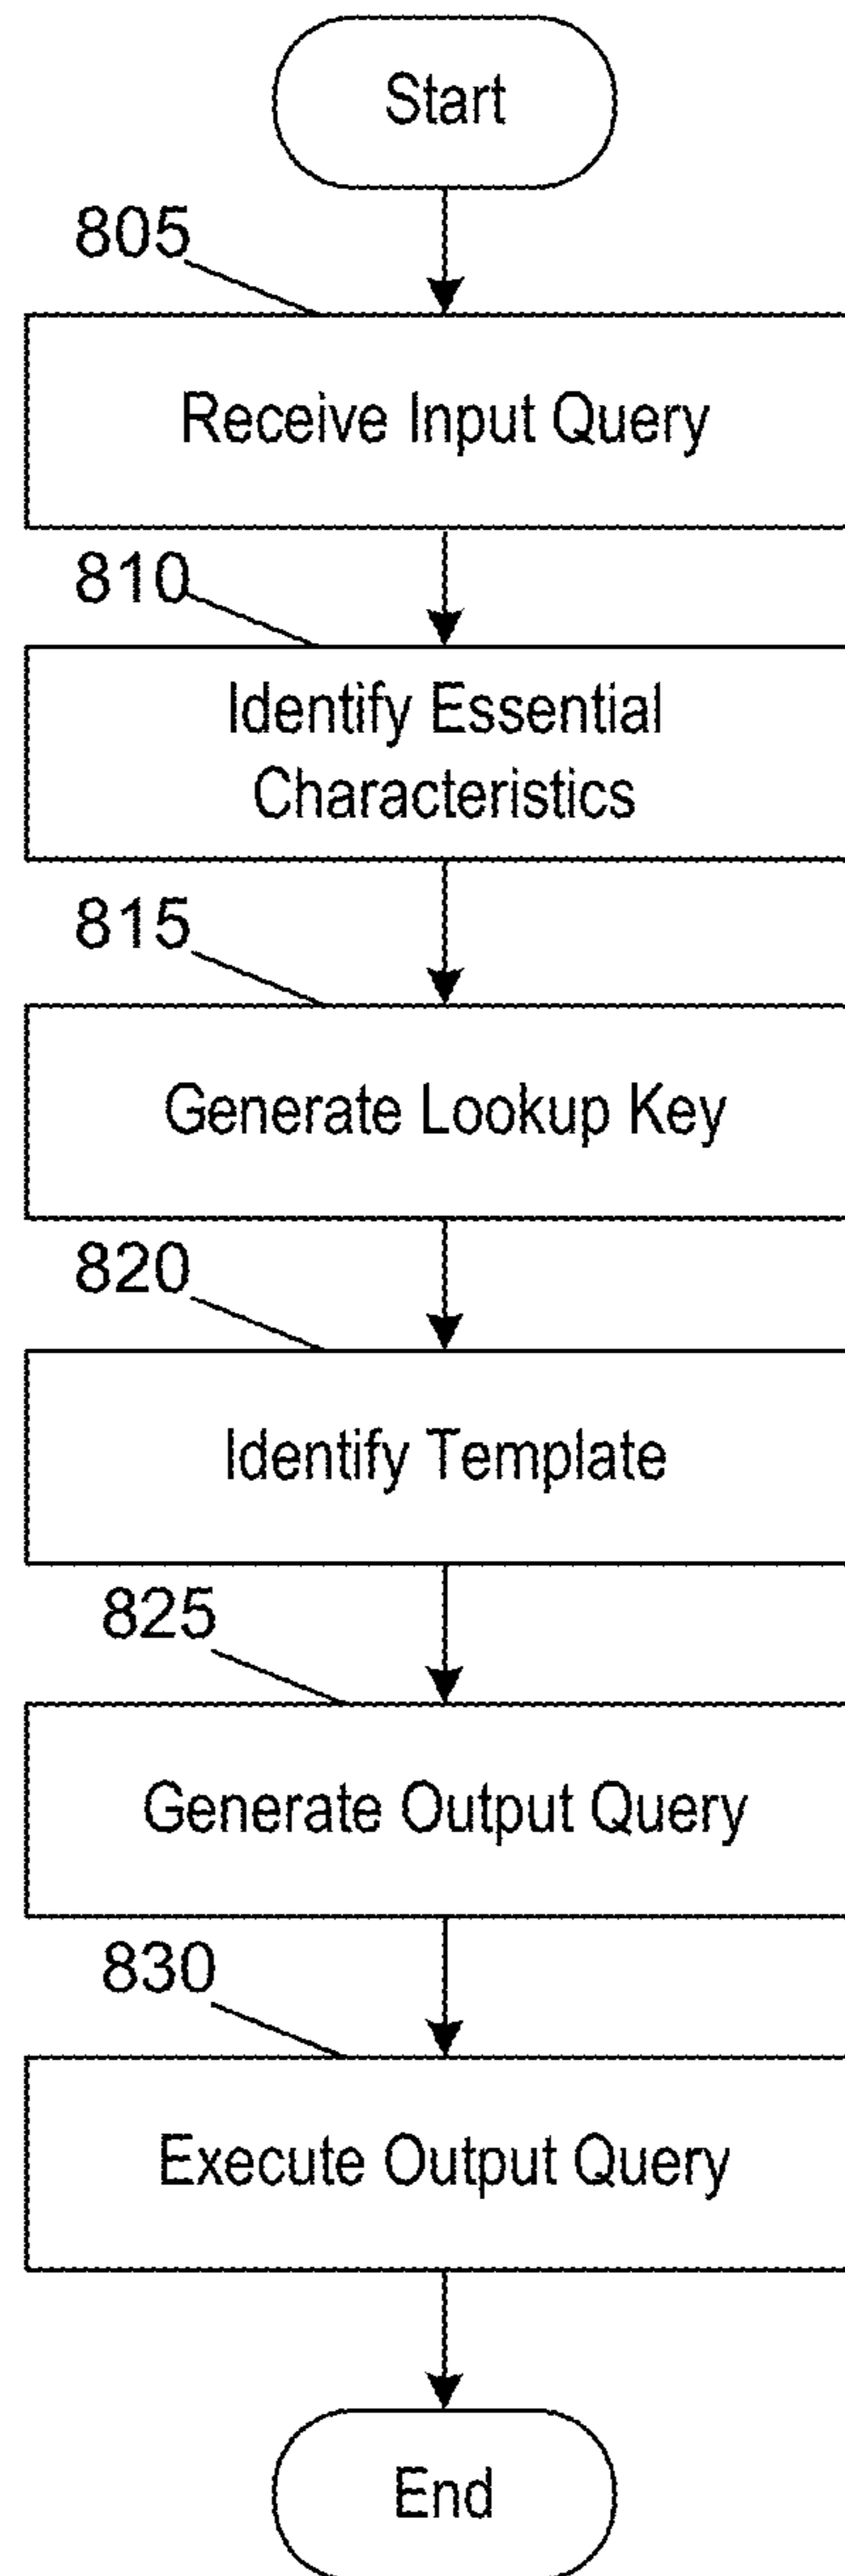 Start
805
Receive Input Query
810
Identify Essential
Characteristics
815
Generate Lookup Key
820
Identify Template
825
Generate Output Query
830
Execute Output Query
End